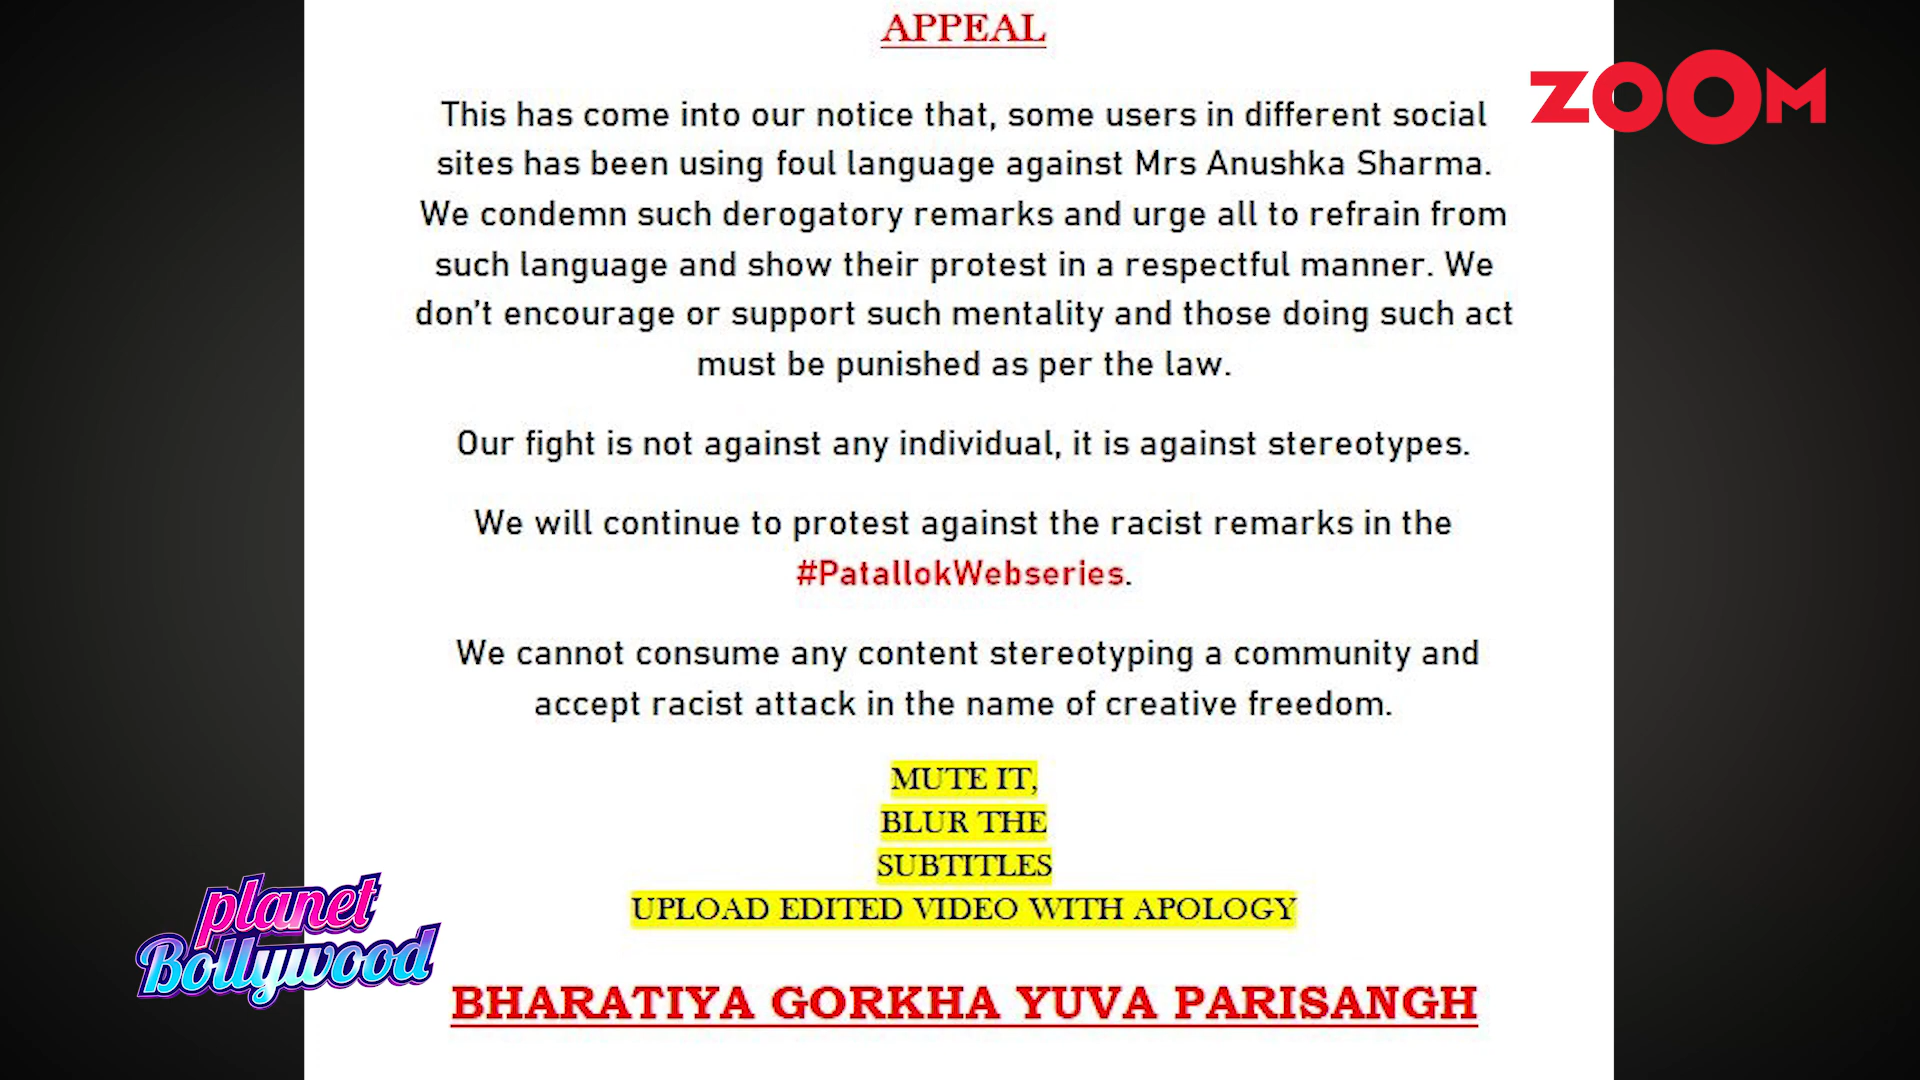 APPEAL
ZOOM
This has come into our notice that, some users in different social
sites has been using foul language against Mrs Anushka Sharma.
We condemn such derogatory remarks and urge all to refrain from
such language and show their protest in a respectful manner. We
don't encourage or support such mentality and those doing such act
must be punished as per the law.
Our fight is not against any individual, it is against stereotypes.
We will continue to protest against the racist remarks in the
#PatallokWebseries.
We cannot consume any content stereotyping a community and
accept racist attack in the name of creative freedom.
MUTE IT,
BLUR THE
SUBTITLES
UPLOAD EDITED VIDEO WITH APOLOGY
planet
Bollywood
BHARATIYA GORKHA YUVA PARISANGH